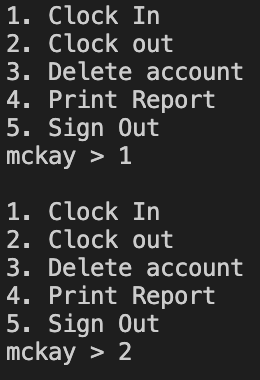 1. Clock In
2. Clock out
3. Delete account
4. Print Report
5. Sign Out
mckay > 1

1. Clock In
2. Clock out
3. Delete account
4. Print Report
5. Sign Out
mckay > 2